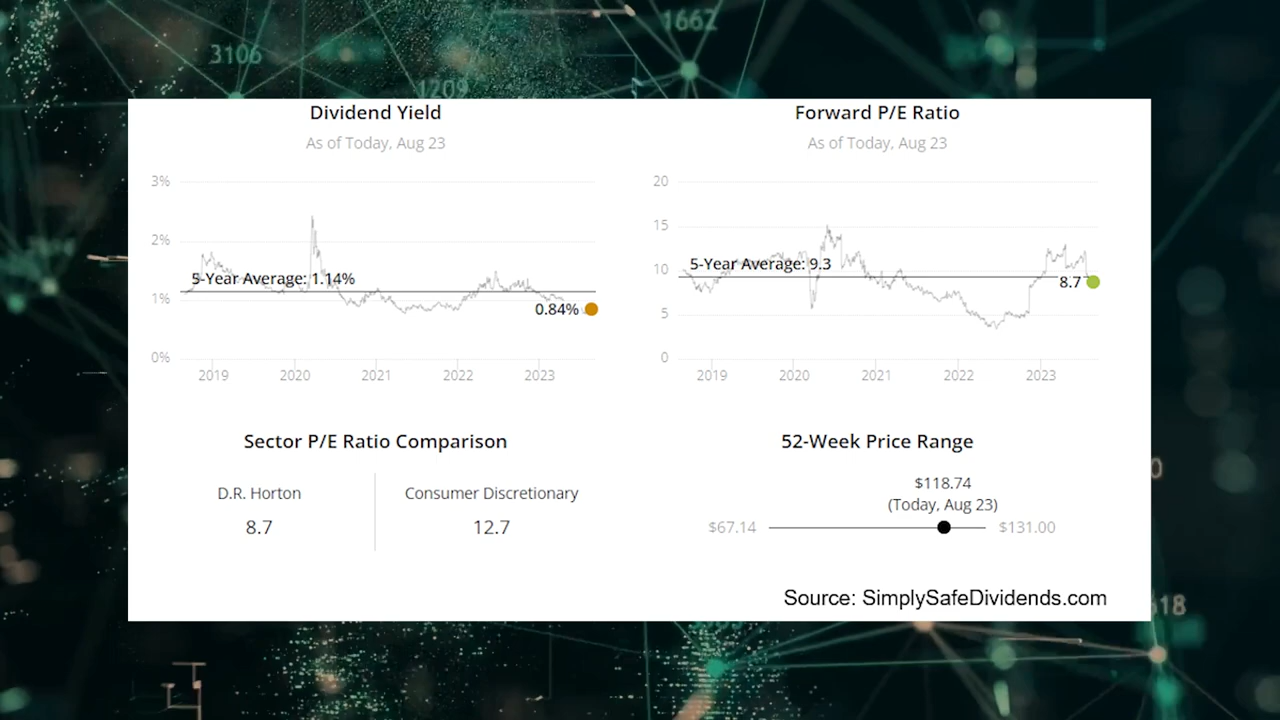 3106
1662
1209
Dividend Yield
As of Today, Aug 23
3%
2%
1%
0%
5-Year Average: 1.14%
0.84%
2019 2020 2021 2022 2023
Forward P/E Ratio
As of Today, Aug 23
20
15
10
5
0
5-Year Average: 9.3
8.7
2019 2020 2021 2022 2023
Sector P/E Ratio Comparison
D.R. Horton
8.7
Consumer Discretionary
12.7
52-Week Price Range
$118.74
(Today, Aug 23)
$67.14
$131.00
Source: SimplySafeDividends.com